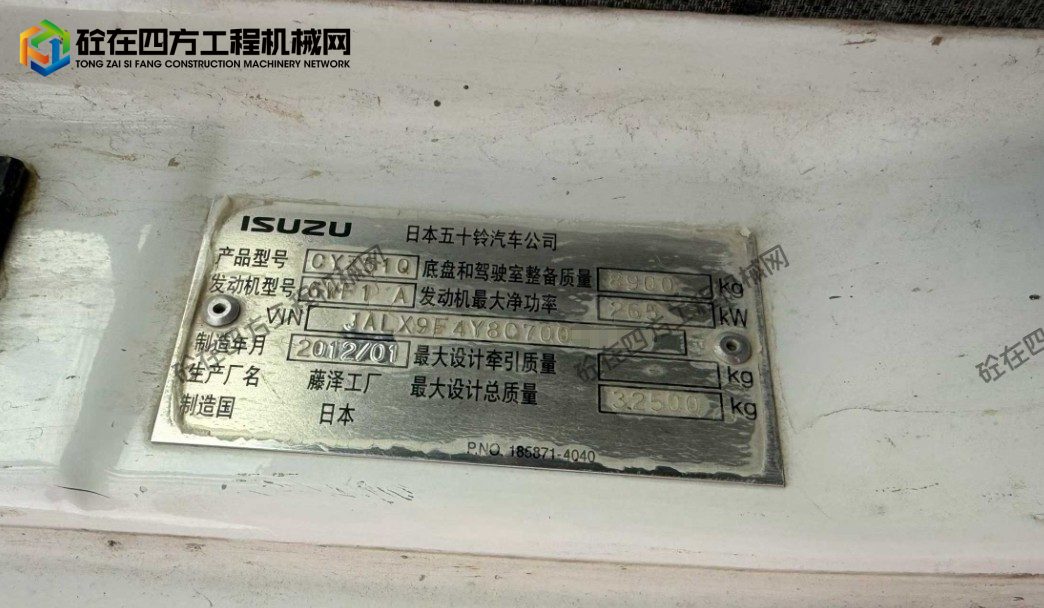 砼在四方工程机械网
TONG ZAI SI FANG CONSTRUCTION MACHINERY NETWORK
ISUZU 日本五十铃汽车公司
产品型号 底盘和驾驶室整备质量 kg
发动机型号 发动机最大净功率 265 kW
VIN
制造年月 2012/01 最大设计牵引质量 kg
生产厂名 藤泽工厂 最大设计总质量 32500 kg
制造国 日本
P.NO. 185871-4040